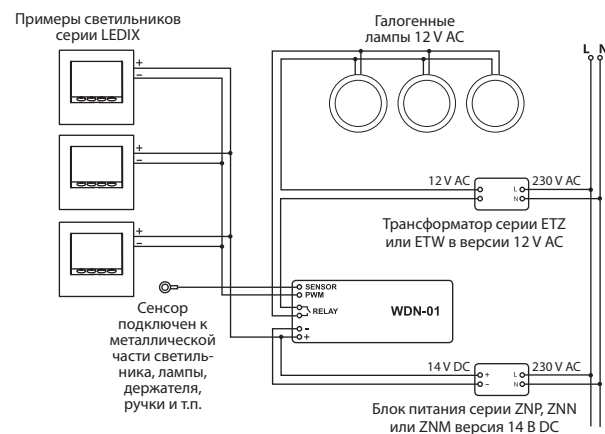 Примеры светильников
серии LEDIX
Галогенные
лампы 12 V AC
L N
+
−
+
−
+
−
12 V AC
L
N
230 V AC
Трансформатор серии ETZ
или ETW в версии 12 V AC
SENSOR
PWM
RELAY
WDN-01
-
+
Сенсор
подключен к
металлической
части светиль-
ника, лампы,
держателя,
ручки и т.п.
14 V DC
+
−
L
N
230 V AC
Блок питания серии ZNP, ZNN
или ZNM версия 14 В DC